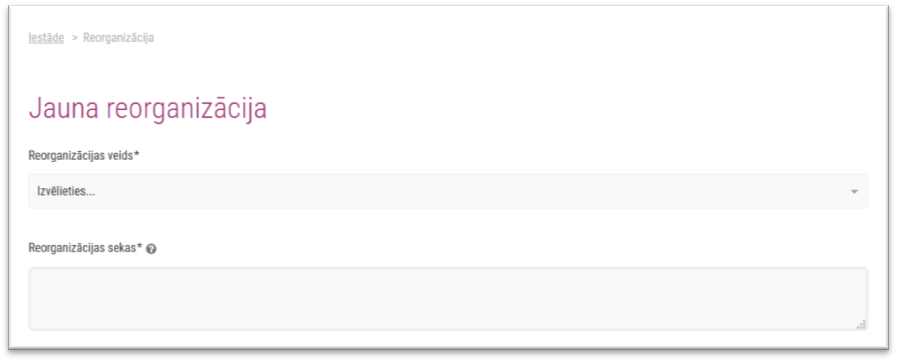 Iestāde > Reorganizācija
Jauna reorganizācija
Reorganizācijas veids*
Izvēlieties...
Reorganizācijas sekas*